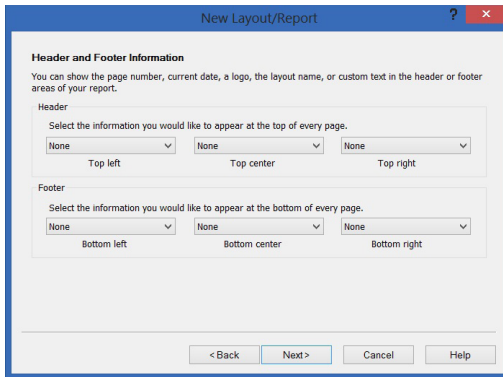 New Layout/Report ? ×
Header and Footer Information
You can show the page number, current date, a logo, the layout name, or custom text in the header or footer
areas of your report.
Header
Select the information you would like to appear at the top of every page.
None None None
Top left Top center Top right
Footer
Select the information you would like to appear at the bottom of every page.
None None None
Bottom left Bottom center Bottom right
< Back Next > Cancel Help